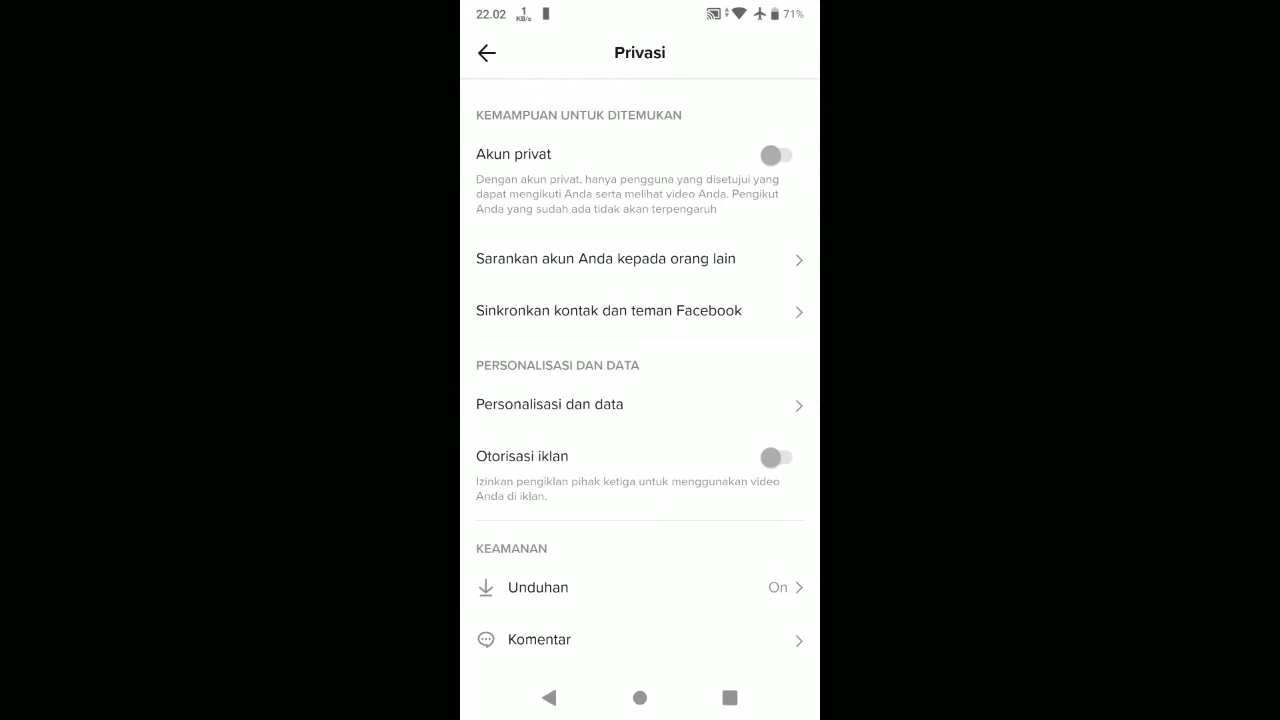 22.02 1 KB/s 71%
Privasi
KEMAMPUAN UNTUK DITEMUKAN
Akun privat
Dengan akun privat, hanya pengguna yang disetujui yang
dapat mengikuti Anda serta melihat video Anda. Pengikut
Anda yang sudah ada tidak akan terpengaruh
Sarankan akun Anda kepada orang lain
Sinkronkan kontak dan teman Facebook
PERSONALISASI DAN DATA
Personalisasi dan data
Otorisasi iklan
Izinkan pengiklan pihak ketiga untuk menggunakan video
Anda di iklan.
KEAMANAN
Unduhan On
Komentar